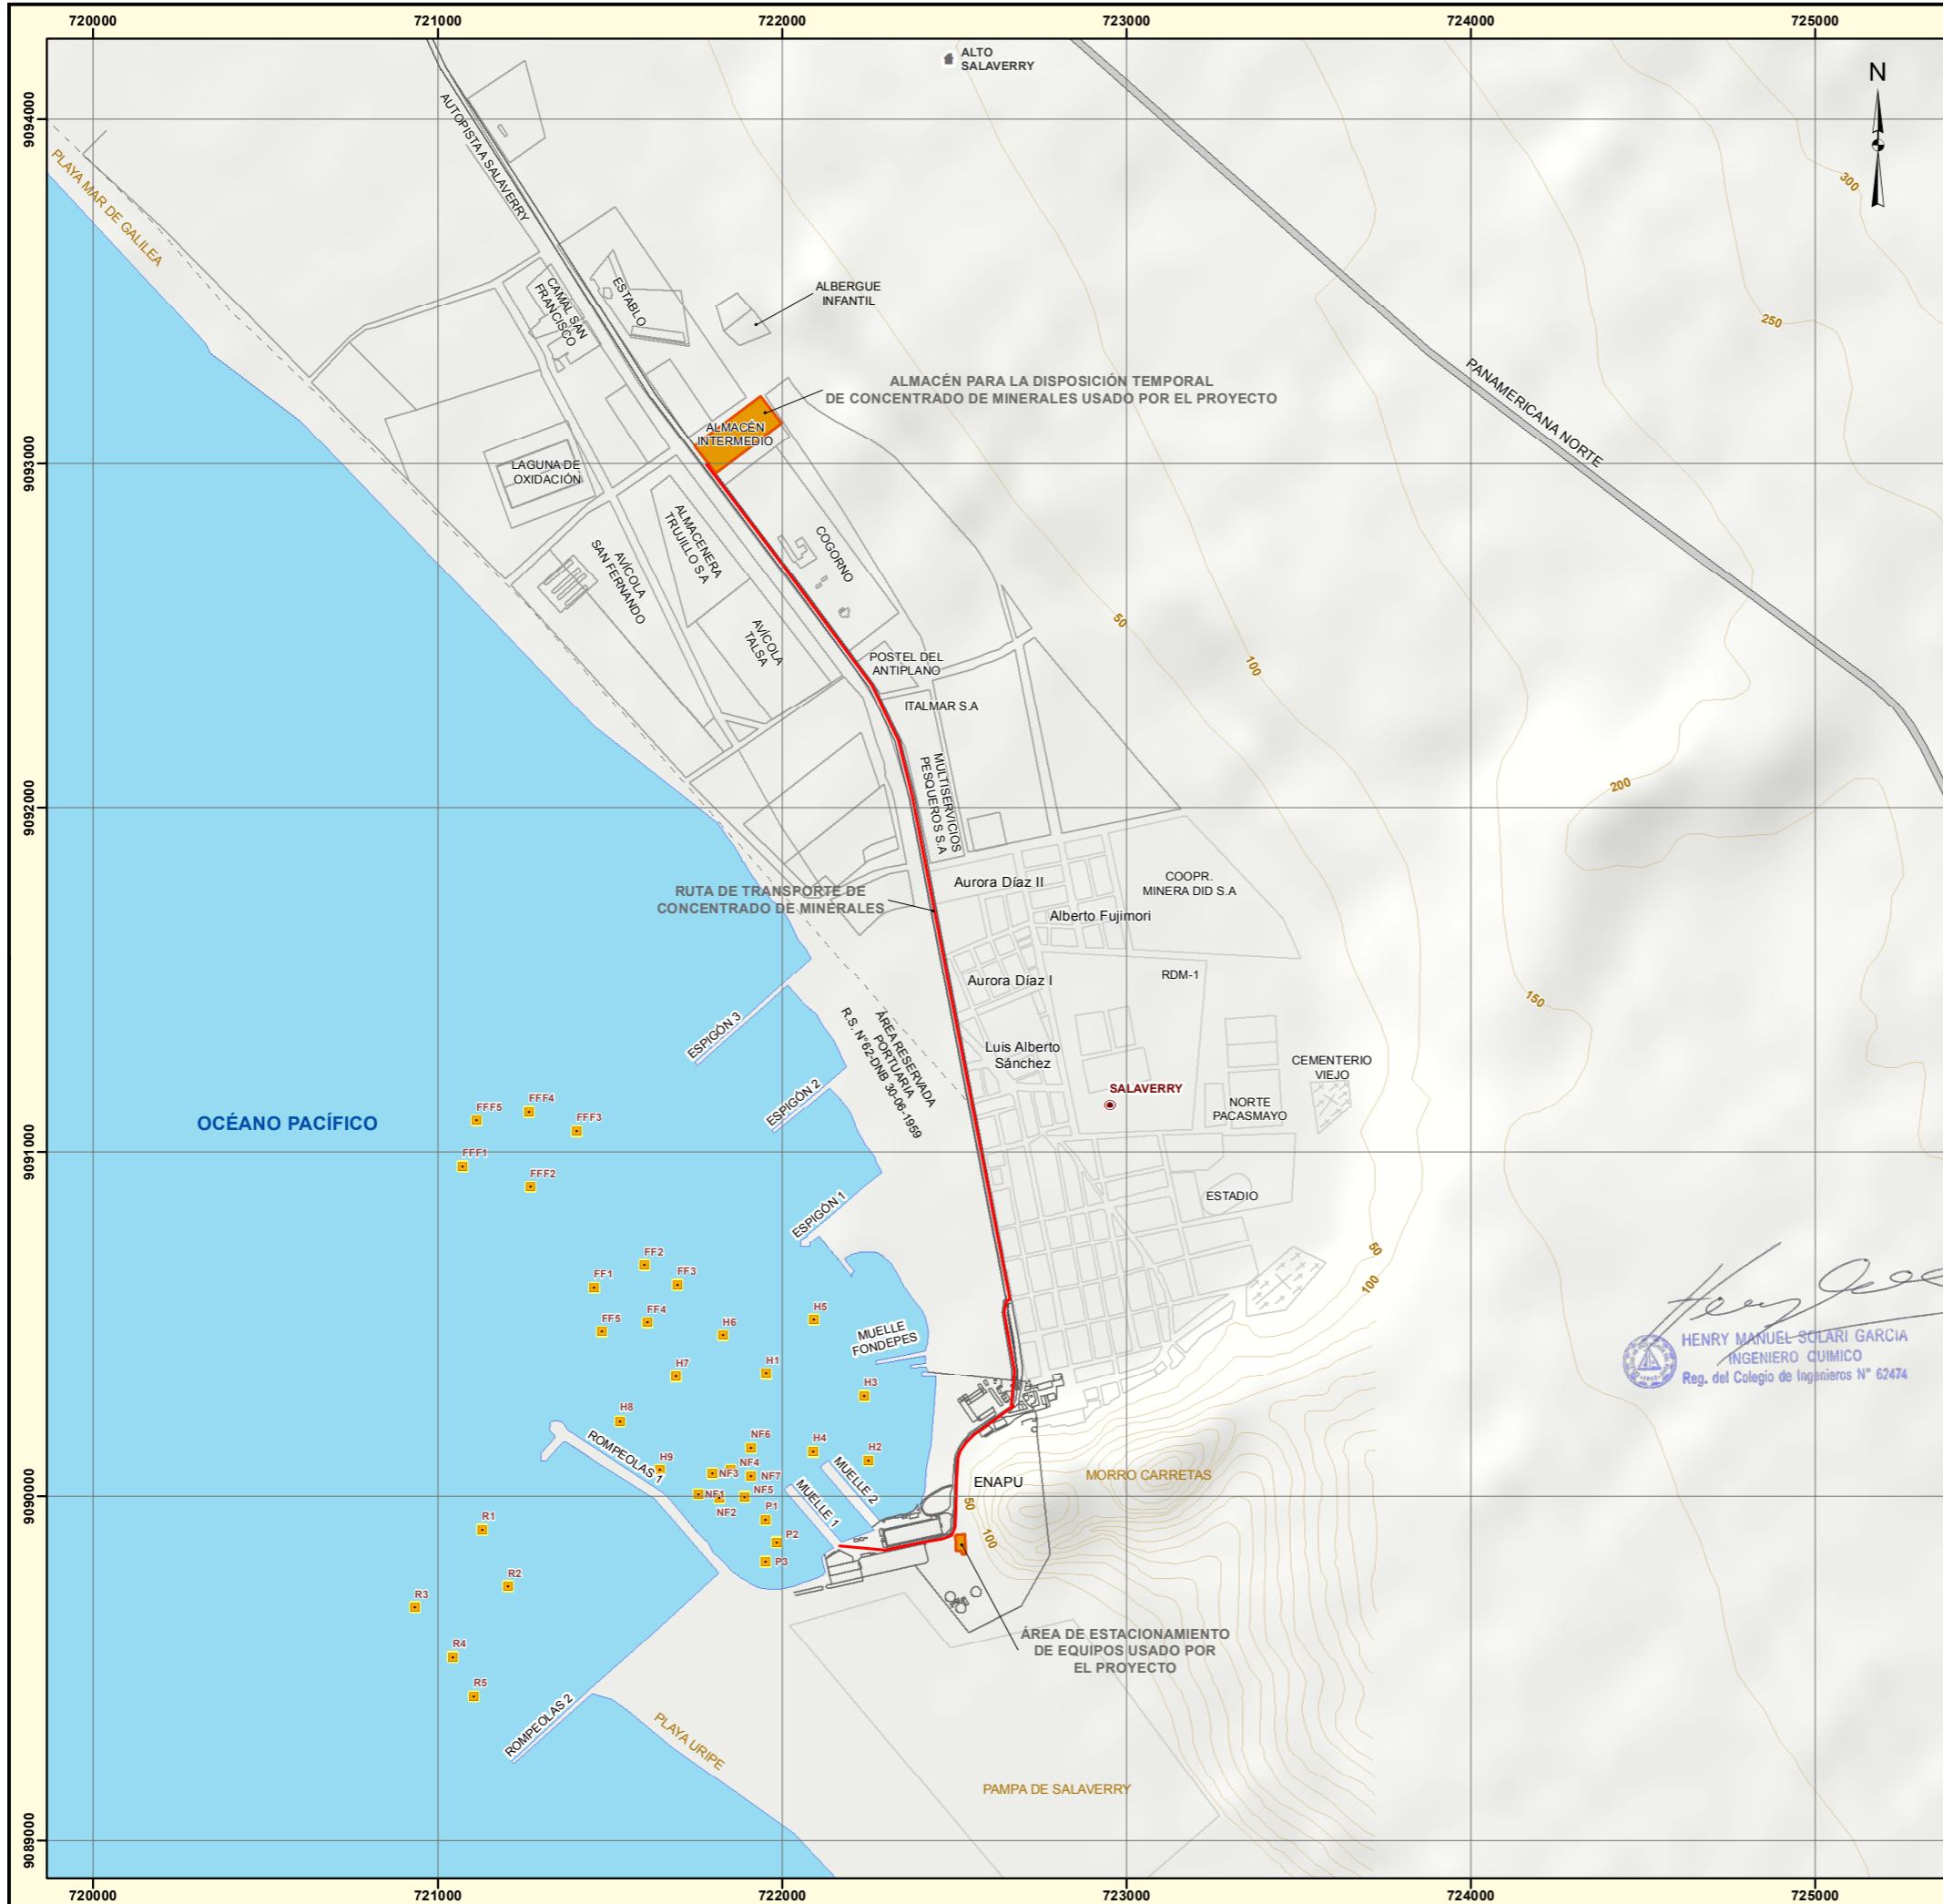 720000
721000
722000
723000
724000
725000
ALTO
SALAVERRY
N
9094000
AUTOPISTA A SALAVERRY
PLAYA MAR DE GALILEA
300
CAMAL SAN
FRANCISCO
ESTABLO
ALBERGUE
INFANTIL
250
PANAMERICANA NORTE
ALMACÉN PARA LA DISPOSICIÓN TEMPORAL
DE CONCENTRADO DE MINERALES USADO POR EL PROYECTO
ALMACÉN
INTERMEDIO
9093000
LAGUNA DE
OXIDACIÓN
ALMACENERA
TRUJILLO S.A
COGORNO
AVÍCOLA
SAN FERNANDO
AVÍCOLA
TALSA
50
100
POSTEL DEL
ANTIPLANO
ITALMAR S.A
MULTISERVICIOS
PESQUEROS S.A
200
9092000
RUTA DE TRANSPORTE DE
CONCENTRADO DE MINERALES
Aurora Díaz II
COOPR.
MINERA DID S.A
Alberto Fujimori
Aurora Díaz I
RDM-1
150
ESPIGÓN 3
ÁREA RESERVADA
PORTUARIA
R.S. N°62-DNB 30-06-1959
Luis Alberto
Sánchez
CEMENTERIO
VIEJO
SALAVERRY
NORTE
PACASMAYO
ESPIGÓN 2
OCÉANO PACÍFICO
FFF5
FFF4
FFF3
9091000
FFF1
FFF2
ESTADIO
ESPIGÓN 1
50
100
FF2
FF1
FF3
FF4
FF5
H6
H5
MUELLE
FONDEPES
H7
H1
H3
HENRY MANUEL SOLARI GARCIA
INGENIERO QUIMICO
Reg. del Colegio de Ingenieros N° 62474
H8
ROMPEOLAS 1
H9
NF6
H4
H2
NF4
NF3
NF7
MUELLE 2
MUELLE 1
ENAPU
MORRO CARRETAS
9090000
NF1
NF5
NF2
P1
50
100
R1
P2
P3
R2
R3
R4
ÁREA DE ESTACIONAMIENTO
DE EQUIPOS USADO POR
EL PROYECTO
R5
ROMPEOLAS 2
PLAYA URIPE
PAMPA DE SALAVERRY
9089000
720000
721000
722000
723000
724000
725000